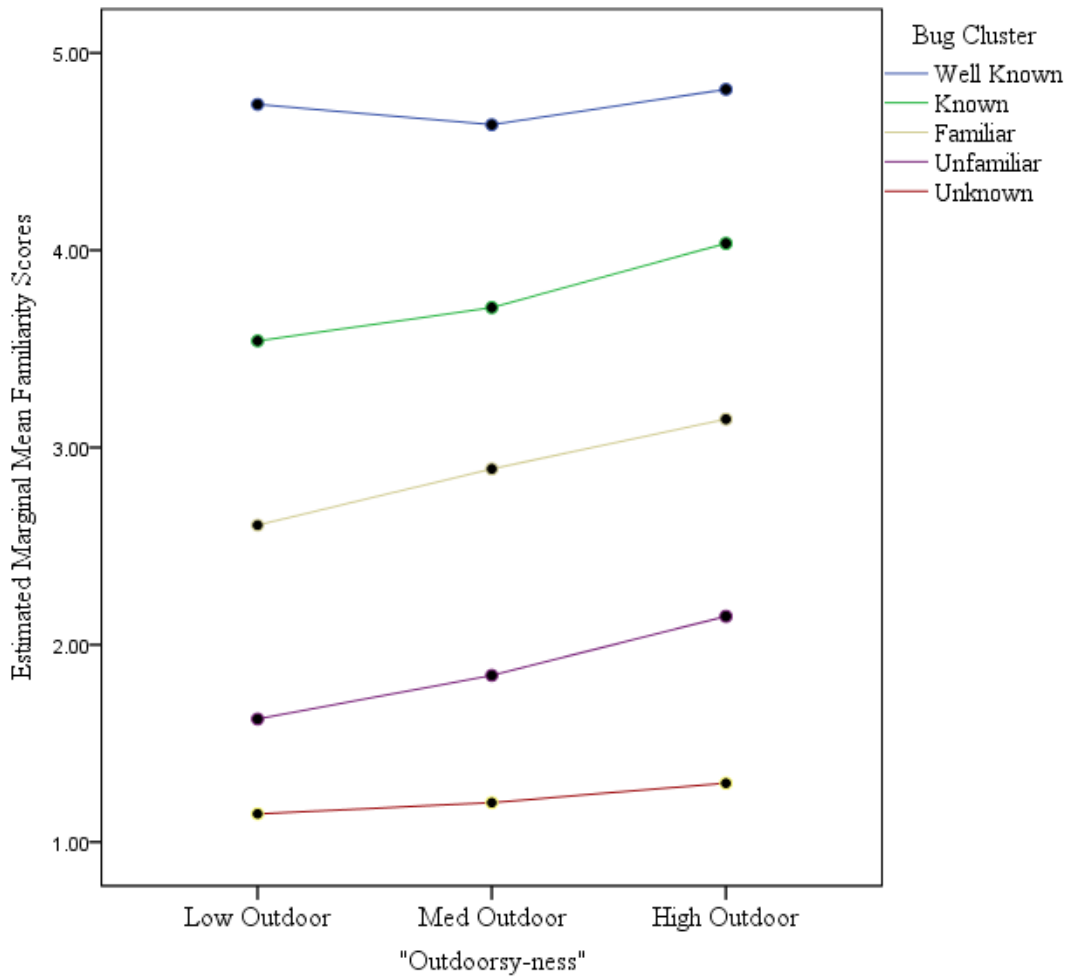 Bug Cluster
Well Known
Known
Familiar
Unfamiliar
Unknown
Estimated Marginal Mean Familiarity Scores
5.00
4.00
3.00
2.00
1.00
Low Outdoor
Med Outdoor
High Outdoor
"Outdoorsy-ness"